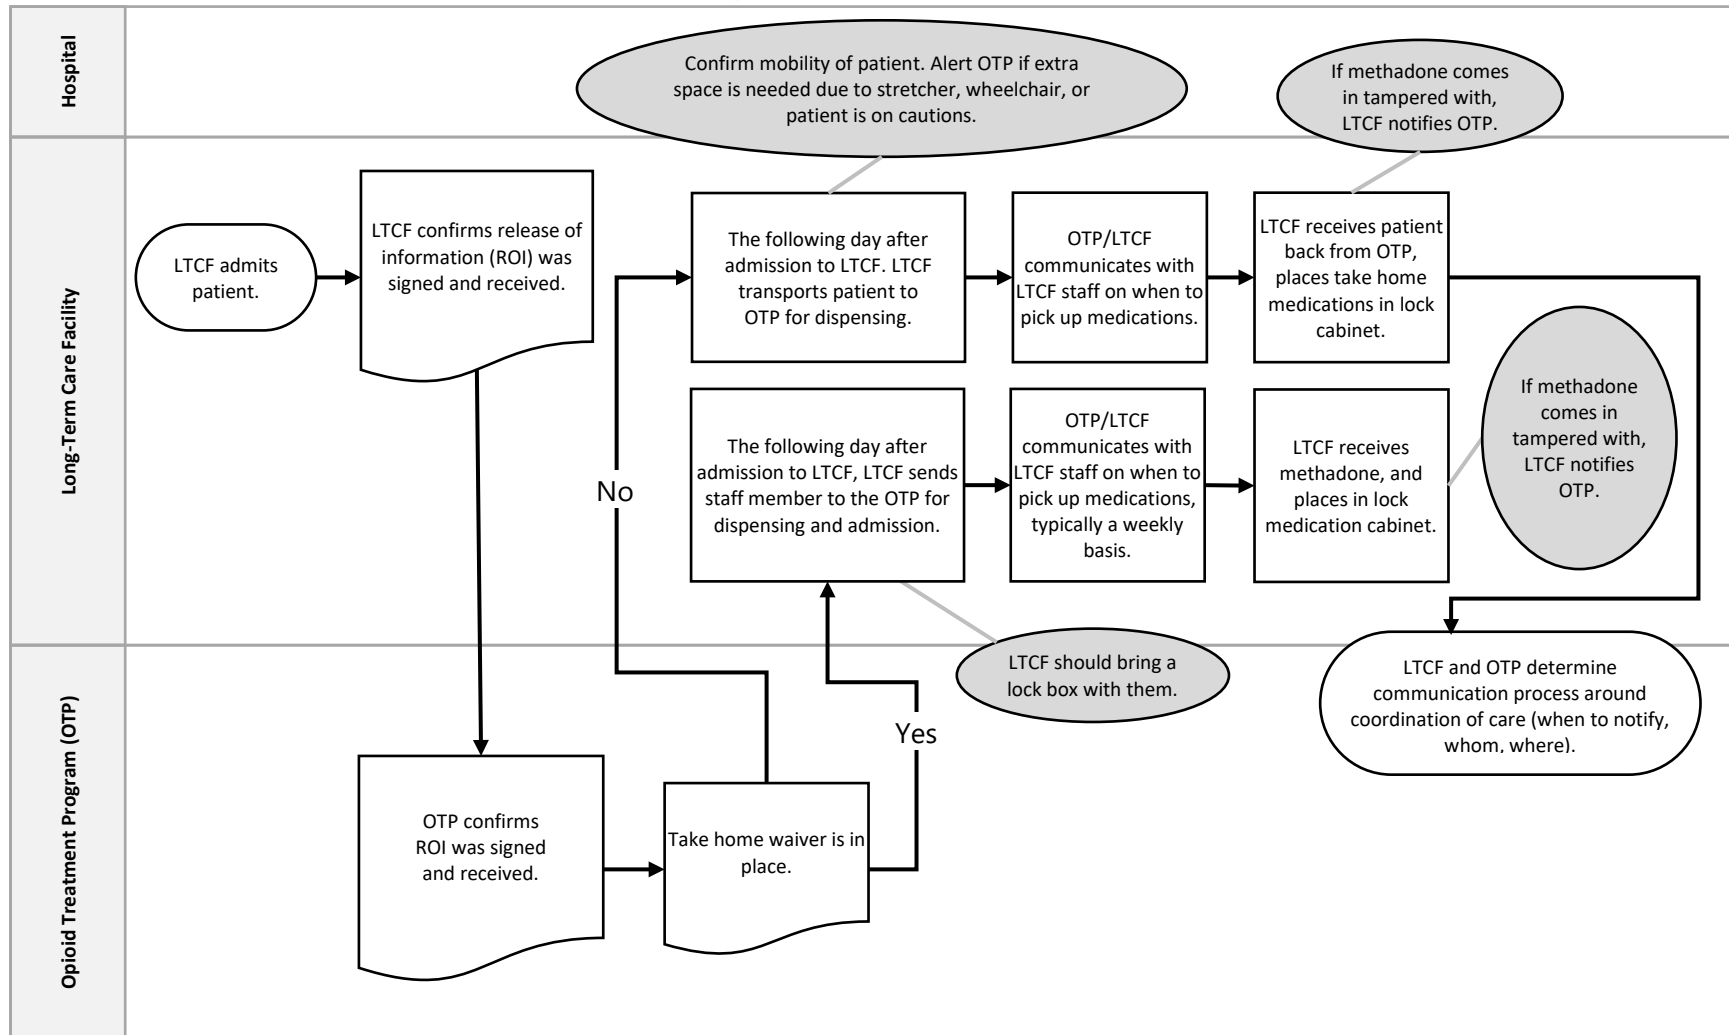 Hospital
Confirm mobility of patient. Alert OTP if extra
space is needed due to stretcher, wheelchair, or
patient is on cautions.
If methadone comes
in tampered with,
LTCF notifies OTP.
Long-Term Care Facility
LTCF admits
patient.
LTCF confirms release of
information (ROI) was
signed and received.
The following day after
admission to LTCF. LTCF
transports patient to
OTP for dispensing.
OTP/LTCF
communicates with
LTCF staff on when to
pick up medications.
LTCF receives patient
back from OTP,
places take home
medications in lock
cabinet.
No
The following day after
admission to LTCF, LTCF sends
staff member to the OTP for
dispensing and admission.
OTP/LTCF
communicates with
LTCF staff on when to
pick up medications,
typically a weekly
basis.
LTCF receives
methadone, and
places in lock
medication cabinet.
If methadone
comes in
tampered with,
LTCF notifies
OTP.
LTCF should bring a
lock box with them.
LTCF and OTP determine
communication process around
coordination of care (when to notify,
whom, where).
Opioid Treatment Program (OTP)
Yes
OTP confirms
ROI was signed
and received.
Take home waiver is in
place.